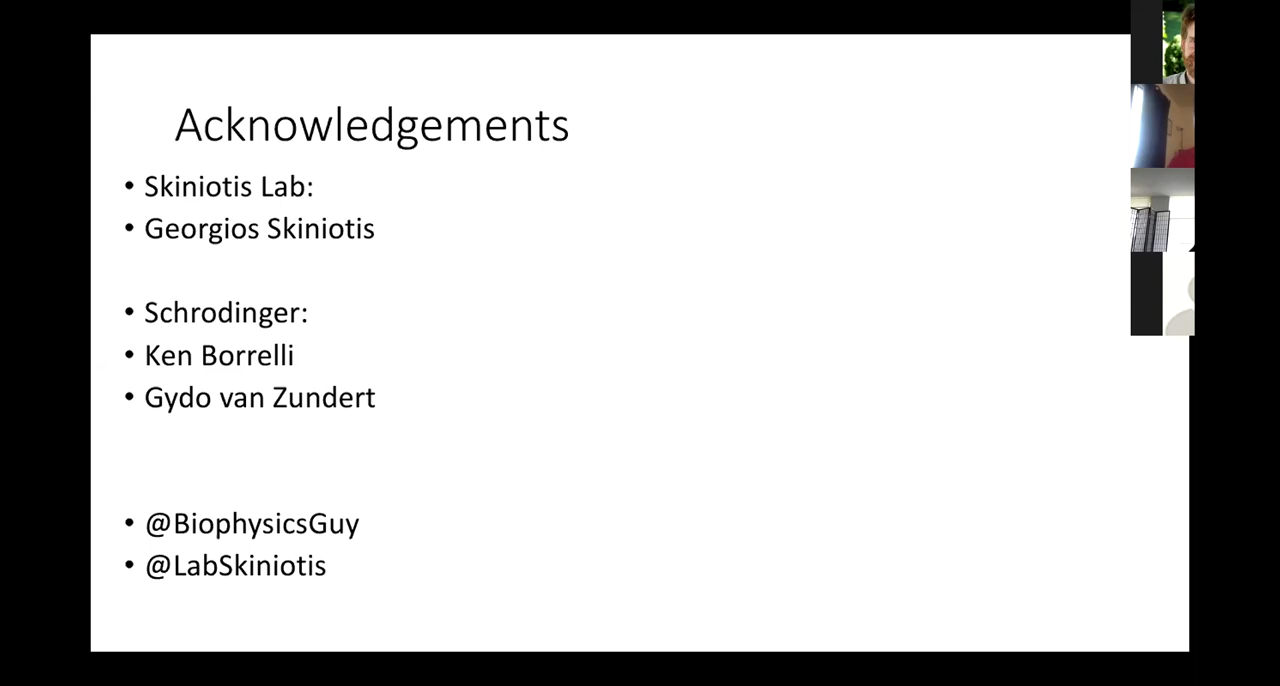 Acknowledgements
• Skiniotis Lab:
• Georgios Skiniotis
• Schrodinger:
• Ken Borrelli
• Gydo van Zundert
• @BiophysicsGuy
• @LabSkiniotis